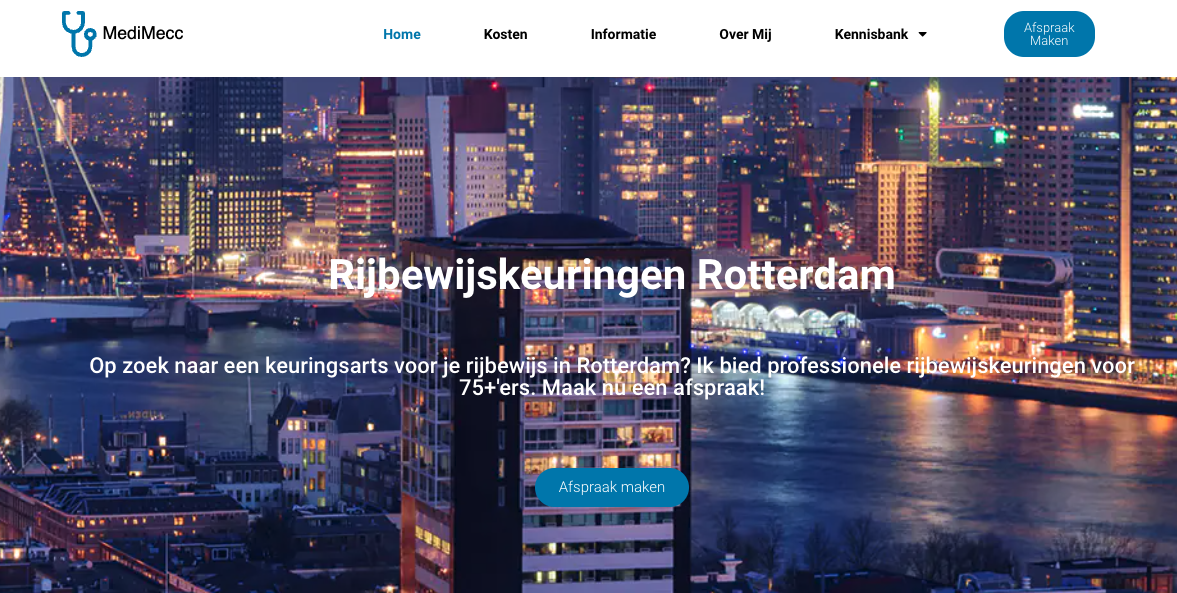 MediMecc
Home
Kosten
Informatie
Over Mij
Kennisbank
Afspraak
Maken
Rijbewijskeuringen Rotterdam
Op zoek naar een keuringsarts voor je rijbewijs in Rotterdam? Ik bied professionele rijbewijskeuringen voor
75+'ers. Maak nu een afspraak!
Afspraak maken